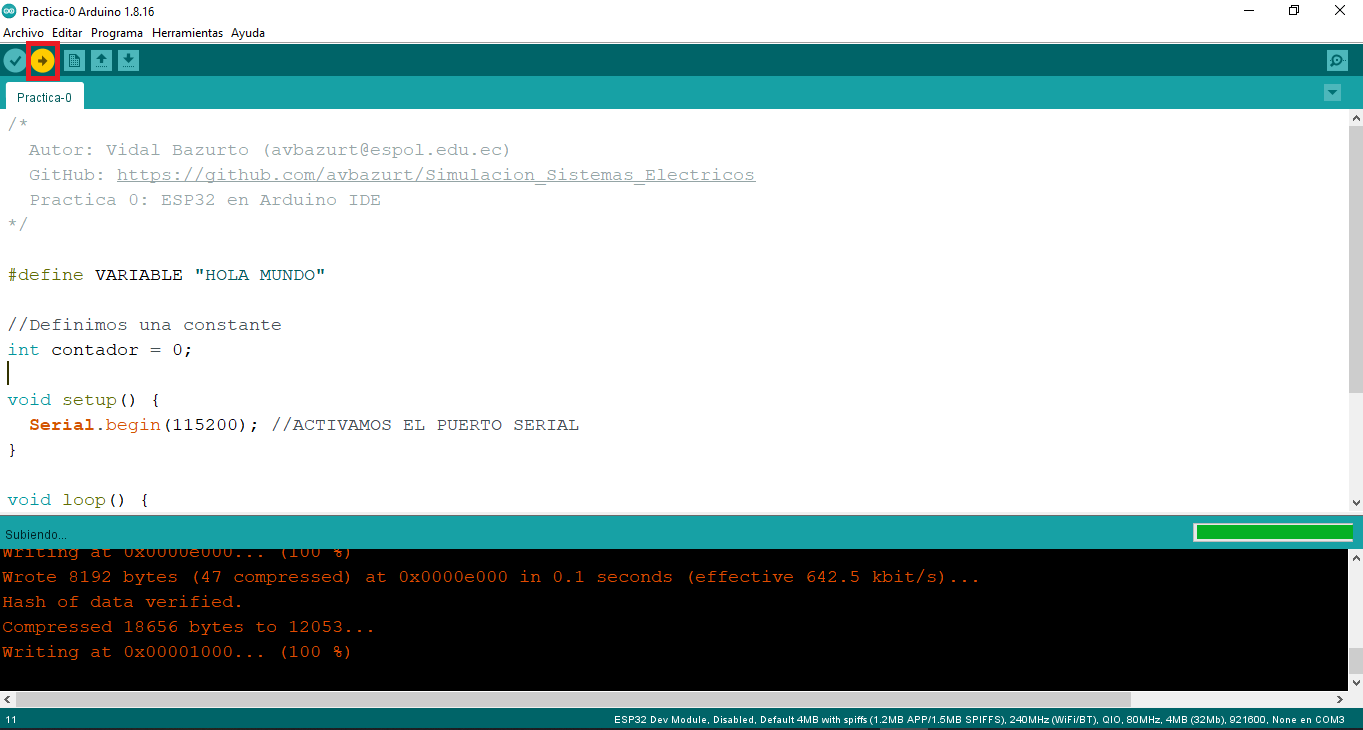 Practica-0 Arduino 1.8.16
Archivo Editar Programa Herramientas Ayuda
Practica-0
/*
Autor: Vidal Bazurto (avbazurt@espol.edu.ec)
GitHub: https://github.com/avbazurt/Simulacion_Sistemas_Electricos
Practica 0: ESP32 en Arduino IDE
*/
#define VARIABLE "HOLA MUNDO"
//Definimos una constante
int contador = 0;
void setup() {
Serial.begin(115200); //ACTIVAMOS EL PUERTO SERIAL
}
void loop() {
Subiendo...
Writing at 0x0000e000... (100 %)
Wrote 8192 bytes (47 compressed) at 0x0000e000 in 0.1 seconds (effective 642.5 kbit/s)...
Hash of data verified.
Compressed 18656 bytes to 12053...
Writing at 0x00001000... (100 %)
11 ESP32 Dev Module, Disabled, Default 4MB with spiffs (1.2MB APP/1.5MB SPIFFS), 240MHz (WiFi/BT), QIO, 80MHz, 4MB (32Mb), 921600, None en COM3